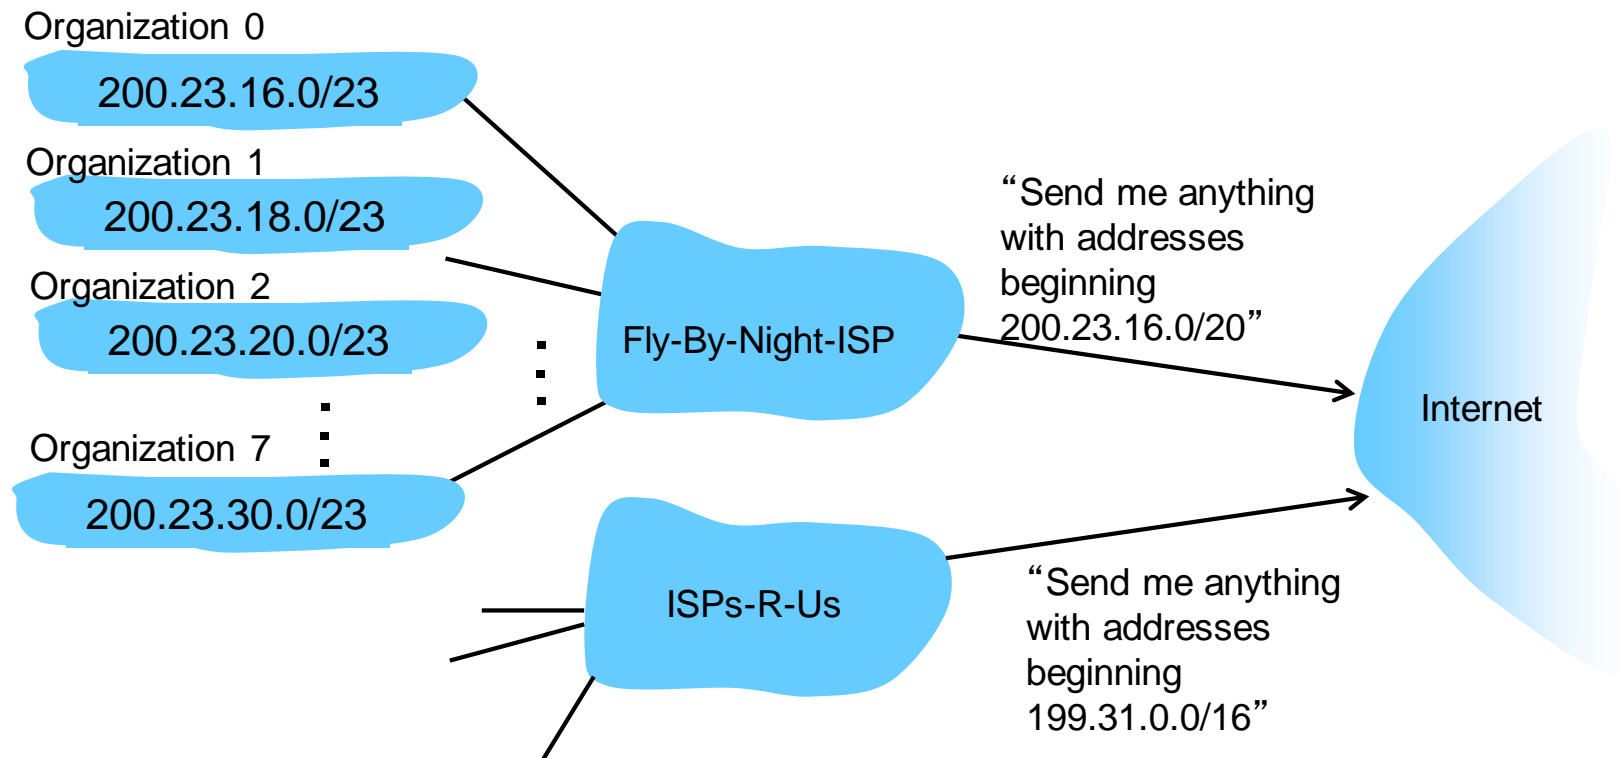 Organization 0
200.23.16.0/23
Organization 1
200.23.18.0/23
Organization 2
200.23.20.0/23
Organization 7
200.23.30.0/23
Fly-By-Night-ISP
“Send me anything
with addresses
beginning
200.23.16.0/20”
Internet
ISPs-R-Us
“Send me anything
with addresses
beginning
199.31.0.0/16”